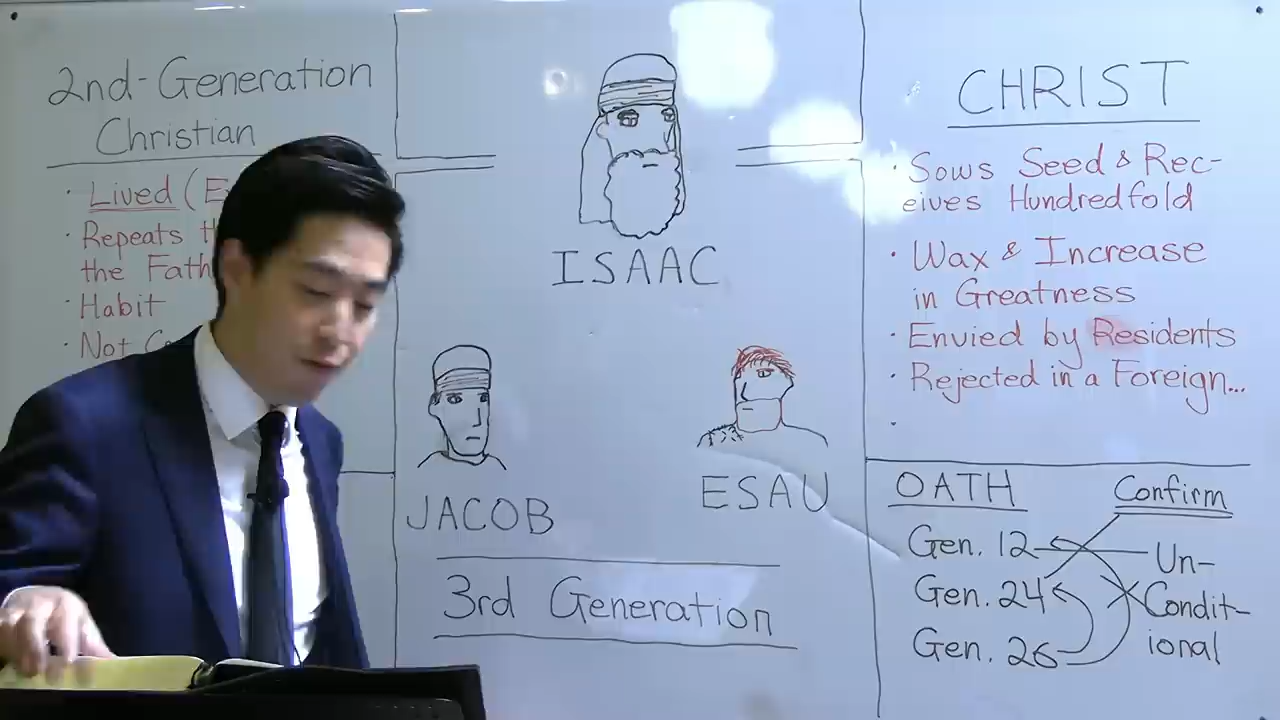 2nd-Generation
Christian
· Lived (E
· Repeats
the Fath
· Habit
· Not
ISAAC
JACOB
ESAU
3rd Generation
CHRIST
· Sows Seed & Rec-
eives Hundredfold
· Wax & Increase
in Greatness
· Envied by Residents
· Rejected in a Foreign...
·
OATH
Confirm
Gen. 12
Un-
Gen. 24
Condit-
Gen. 26
ional